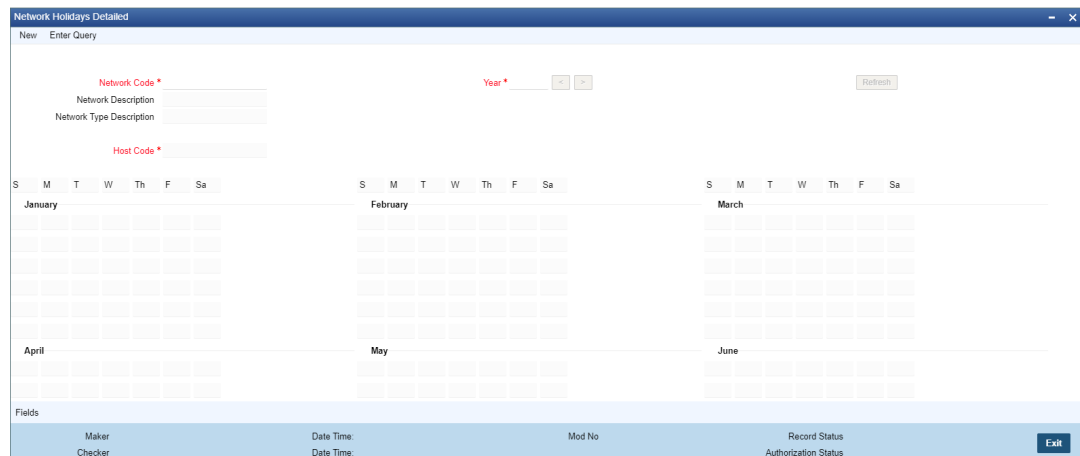 Network Holidays Detailed
New Enter Query
Network Code * Year * < > Refresh
Network Description
Network Type Description
Host Code *
S M T W Th F Sa S M T W Th F Sa S M T W Th F Sa
January February March
April May June
Fields
Maker Date Time: Mod No Record Status
Exit
Checker Date Time: Authorization Status